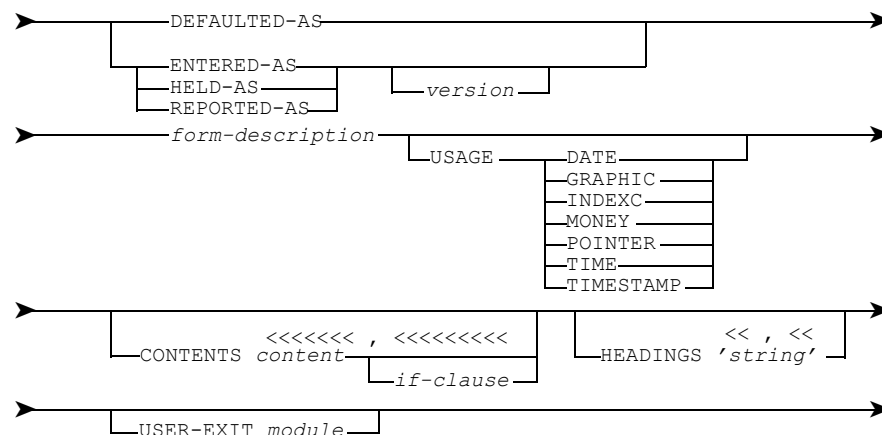 DEFAULTED-AS
ENTERED-AS
HELD-AS
version
REPORTED-AS
form-description
USAGE DATE
GRAPHIC
INDEXC
MONEY
POINTER
TIME
TIMESTAMP
<<<<<<< , <<<<<<<<<
<< , <<
CONTENTS content
HEADINGS ’string’
if-clause
USER-EXIT module